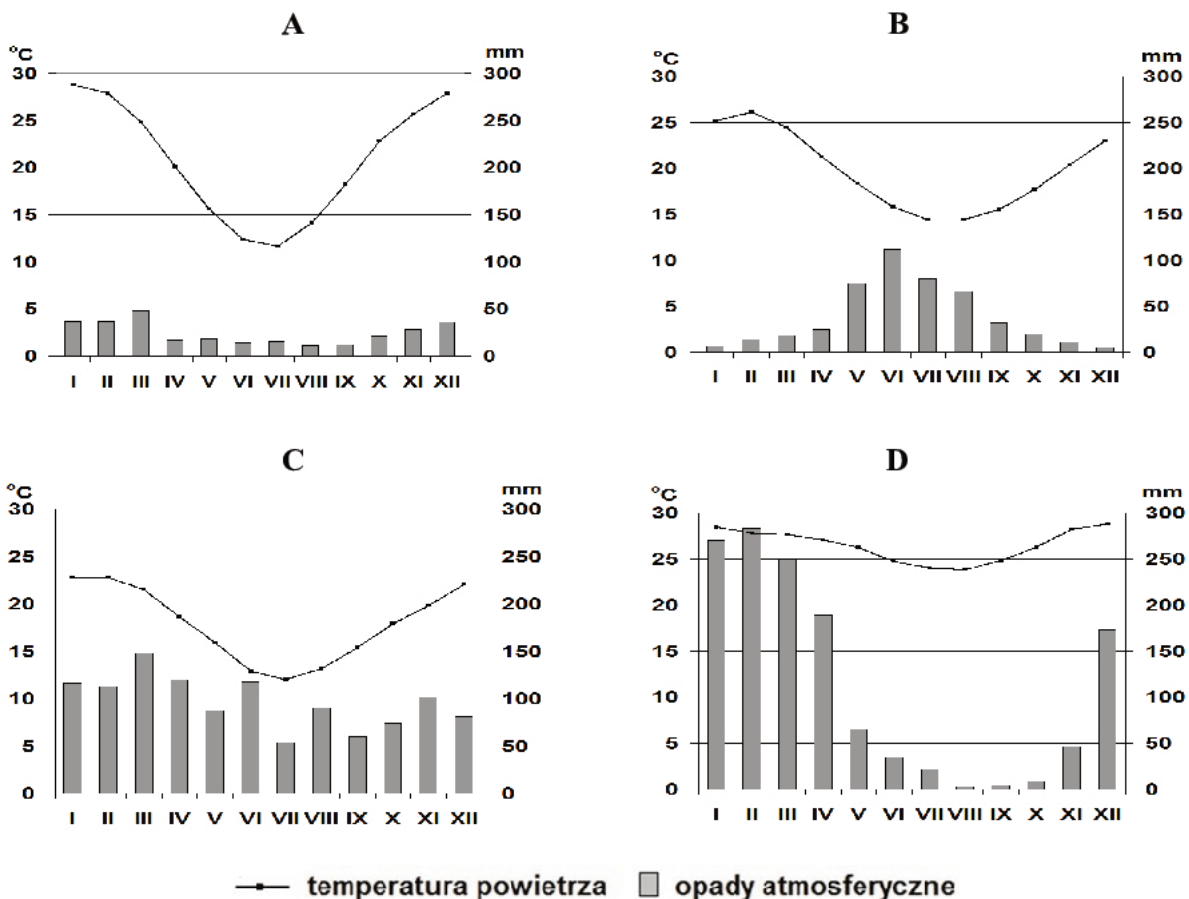 A
°C mm
30 300
25 250
20 200
15 150
10 100
5 50
0 0
I II III IV V VI VII VIII IX X XI XII
B
°C mm
30 300
25 250
20 200
15 150
10 100
5 50
0 0
I II III IV V VI VII VIII IX X XI XII
C
°C mm
30 300
25 250
20 200
15 150
10 100
5 50
0 0
I II III IV V VI VII VIII IX X XI XII
D
°C mm
30 300
25 250
20 200
15 150
10 100
5 50
0 0
I II III IV V VI VII VIII IX X XI XII
temperatura powietrza opady atmosferyczne